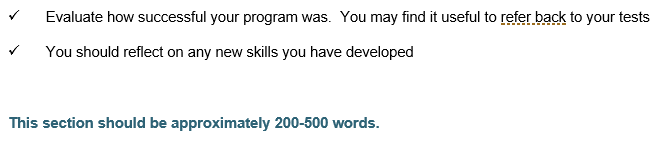 ✓ Evaluate how successful your program was.  You may find it useful to refer back to your tests
✓ You should reflect on any new skills you have developed
This section should be approximately 200-500 words.